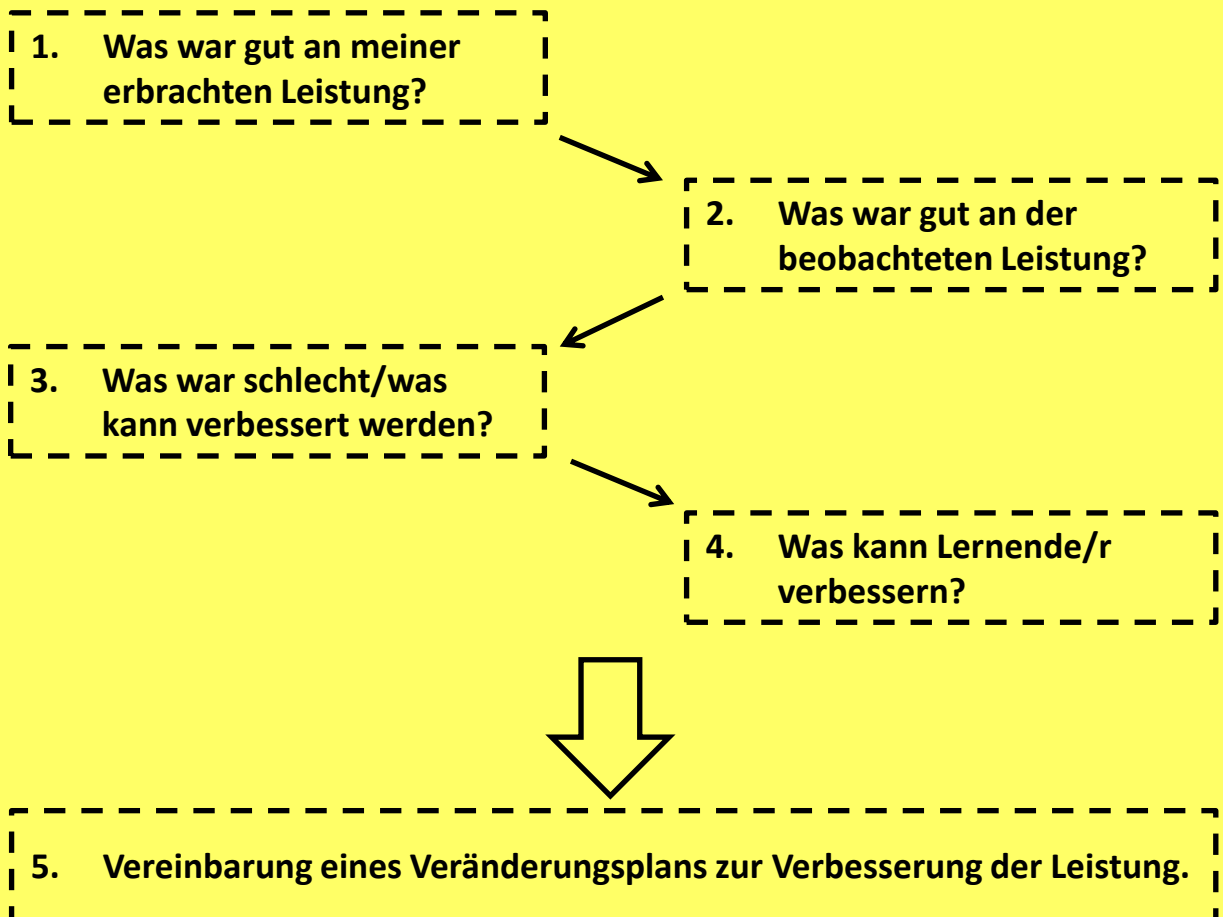 1. Was war gut an meiner
erbrachten Leistung?
2. Was war gut an der
beobachteten Leistung?
3. Was war schlecht/was
kann verbessert werden?
4. Was kann Lernende/r
verbessern?
5. Vereinbarung eines Veränderungsplans zur Verbesserung der Leistung.